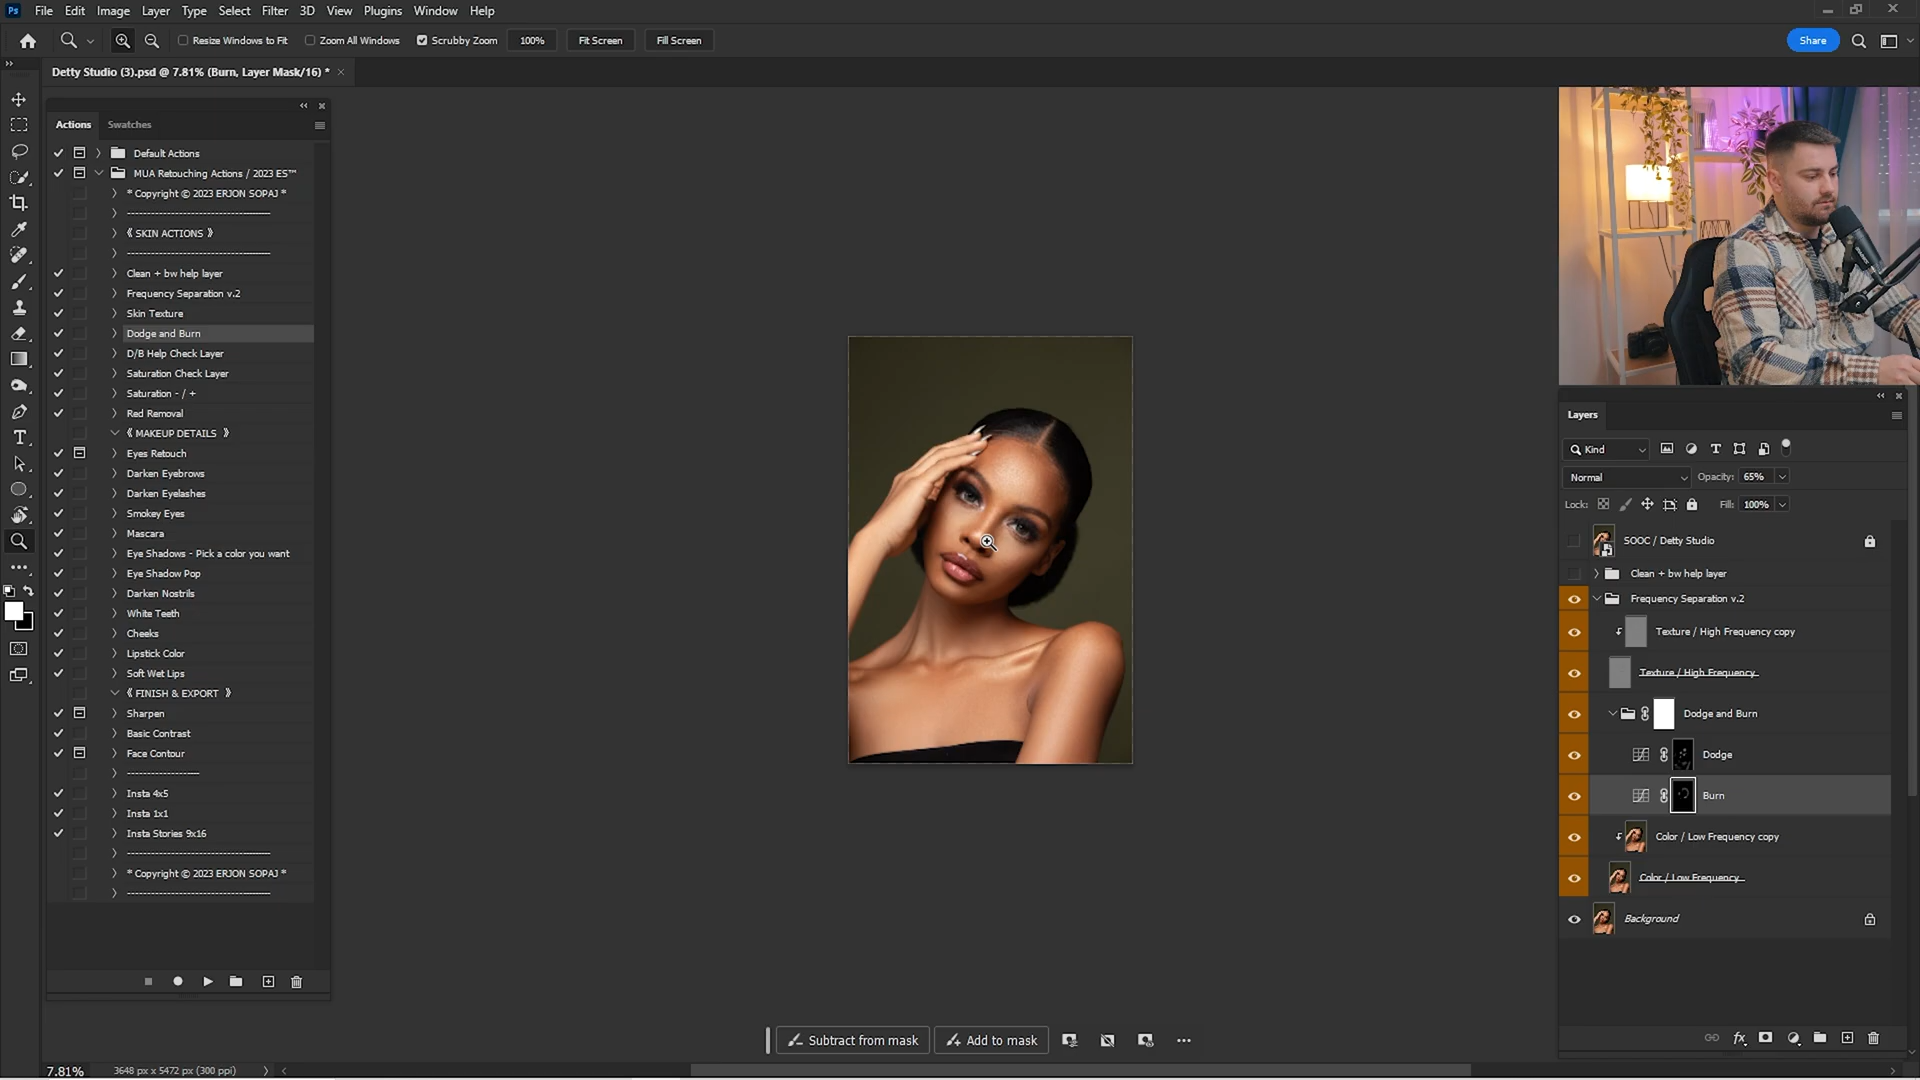 Ps File Edit Image Layer Type Select Filter 3D View Plugins Window Help
Resize Windows to Fit Zoom All Windows Scrubby Zoom 100% Fit Screen Fill Screen Share
Detty Studio (3).psd @ 7.81% (Burn, Layer Mask/16) *
Actions Swatches
Default Actions
MUA Retouching Actions / 2023 ES™
* Copyright © 2023 ERJON SOPAJ *
------------------------------------
《 SKIN ACTIONS 》
------------------------------------
Clean + bw help layer
Frequency Separation v.2
Skin Texture
Dodge and Burn
D/B Help Check Layer
Saturation Check Layer
Saturation - / +
Red Removal
《 MAKEUP DETAILS 》
Eyes Retouch
Darken Eyebrows
Darken Eyelashes
Smokey Eyes
Mascara
Eye Shadows - Pick a color you want
Eye Shadow Pop
Darken Nostrils
White Teeth
Cheeks
Lipstick Color
Soft Wet Lips
《 FINISH & EXPORT 》
Sharpen
Basic Contrast
Face Contour
------------------
Insta 4x5
Insta 1x1
Insta Stories 9x16
------------------------------------
* Copyright © 2023 ERJON SOPAJ *
------------------------------------
Layers
Kind
Normal Opacity: 65%
Lock: Fill: 100%
SOOC / Detty Studio
Clean + bw help layer
Frequency Separation v.2
Texture / High Frequency copy
Texture / High Frequency
Dodge and Burn
Dodge
Burn
Color / Low Frequency copy
Color / Low Frequency
Background
Subtract from mask Add to mask
fx
7.81% 3648 px x 5472 px (300 ppi)